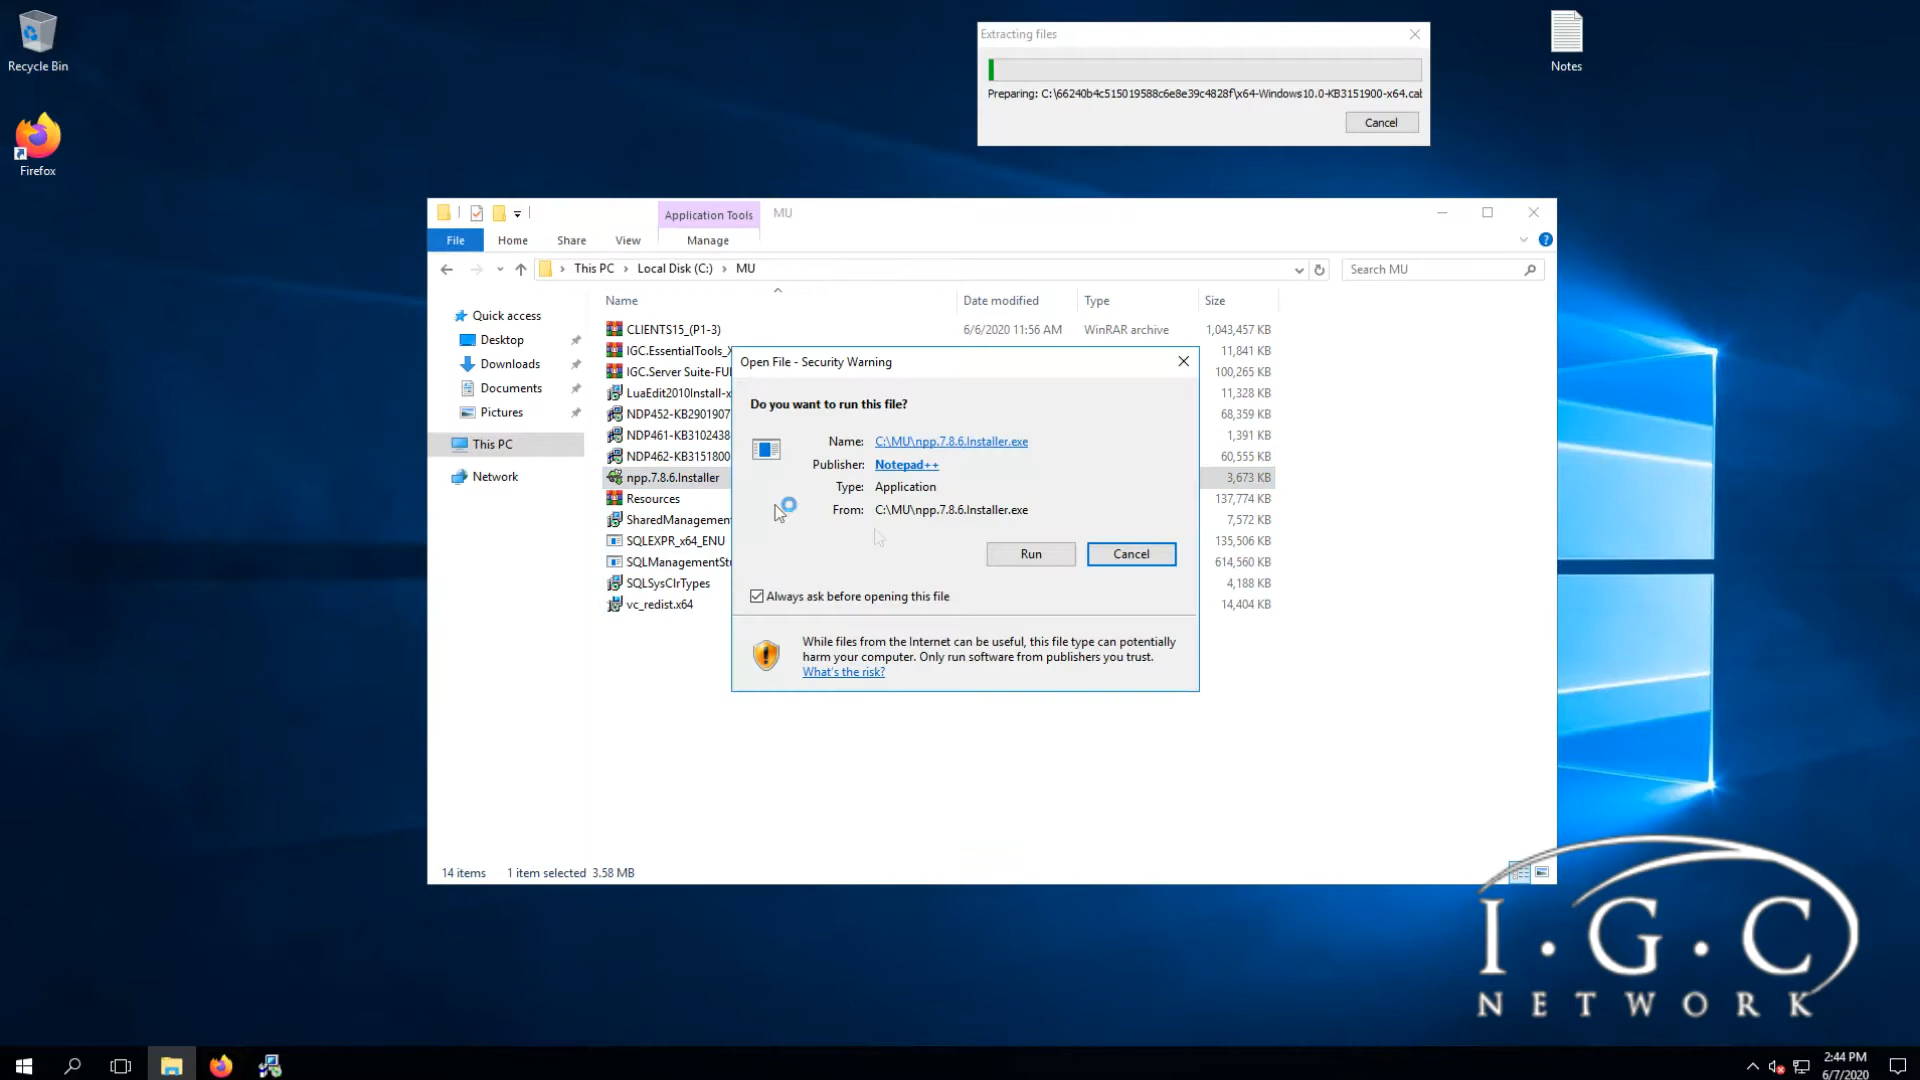 Recycle Bin
Firefox
Notes
Extracting files
Preparing: C:\66240b4c515019588c6e8e39c4828f\x64-Windows10.0-KB3151900-x64.cab
Cancel
Application Tools
MU
File
Home
Share
View
Manage
This PC
Local Disk (C:)
MU
Search MU
Name
Date modified
Type
Size
Quick access
Desktop
Downloads
Documents
Pictures
This PC
Network
CLIENTS15_(P1-3) 6/6/2020 11:56 AM WinRAR archive 1,043,457 KB
IGC.EssentialTools_ 11,841 KB
IGC.Server Suite-FU 100,265 KB
LuaEdit2010Install-x 11,328 KB
NDP452-KB2901907 68,359 KB
NDP461-KB3102438 1,391 KB
NDP462-KB3151800 60,555 KB
npp.7.8.6.Installer 3,673 KB
Resources 137,774 KB
SharedManagemen 7,572 KB
SQLEXPR_x64_ENU 135,506 KB
SQLManagementStu 614,560 KB
SQLSysClrTypes 4,188 KB
vc_redist.x64 14,404 KB
Open File - Security Warning
Do you want to run this file?
Name: C:\MU\npp.7.8.6.Installer.exe
Publisher: Notepad++
Type: Application
From: C:\MU\npp.7.8.6.Installer.exe
Run
Cancel
Always ask before opening this file
While files from the Internet can be useful, this file type can potentially
harm your computer. Only run software from publishers you trust.
What's the risk?
14 items 1 item selected 3.58 MB
I·G·C
NETWORK
2:44 PM
6/7/2020